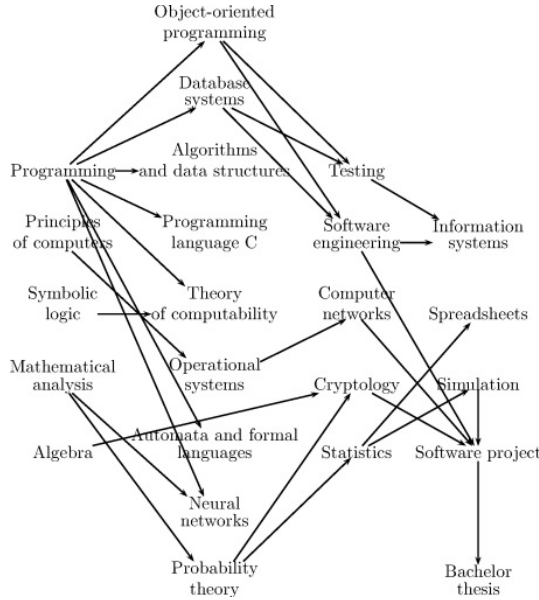 Object-oriented
programming
Database
systems
Algorithms
and data structures
Programming
Testing
Principles
of computers
Programming
language C
Software
engineering
Information
systems
Symbolic
logic
Theory
of computability
Computer
networks
Spreadsheets
Mathematical
analysis
Operational
systems
Cryptology
Simulation
Algebra
Automata and formal
languages
Statistics
Software project
Neural
networks
Probability
theory
Bachelor
thesis